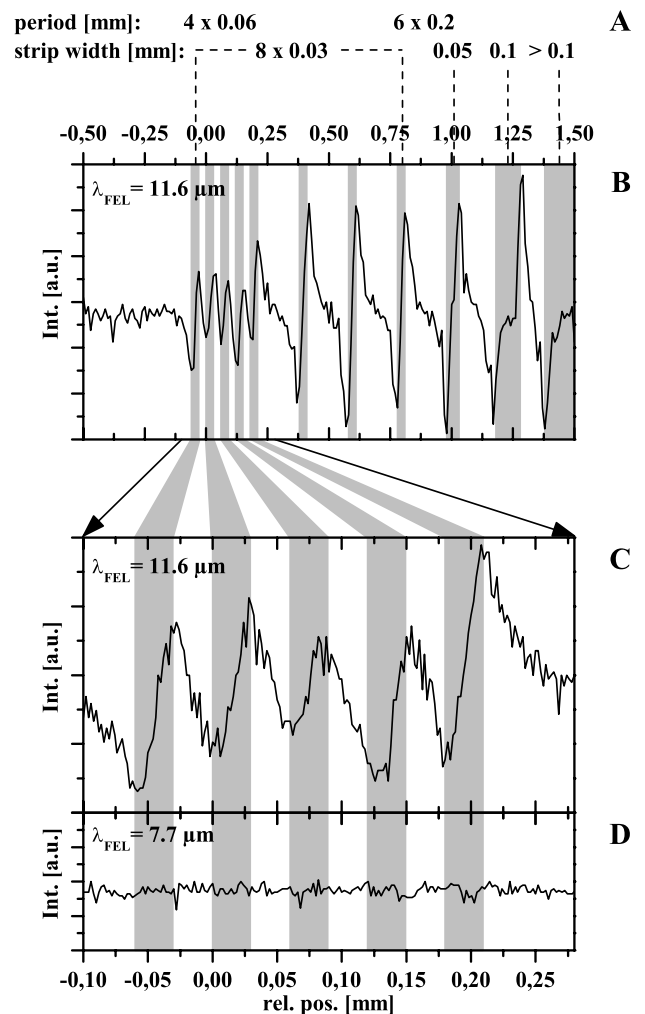 period [mm]: 4 x 0.06 6 x 0.2 A
strip width [mm]: 8 x 0.03 0.05 0.1 > 0.1
-0,50 -0,25 0,00 0,25 0,50 0,75 1,00 1,25 1,50
λFEL= 11.6 µm B
Int. [a.u.]
λFEL= 11.6 µm C
Int. [a.u.]
λFEL= 7.7 µm D
Int. [a.u.]
-0,10 -0,05 0,00 0,05 0,10 0,15 0,20 0,25
rel. pos. [mm]